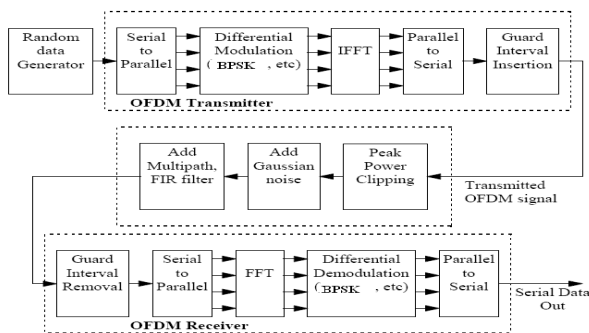 Random
data
Generator
Serial
to
Parallel
Differential
Modulation
(BPSK , etc)
IFFT
Parallel
to
Serial
Guard
Interval
Insertion
OFDM Transmitter
Add
Multipath,
FIR filter
Add
Gaussian
noise
Peak
Power
Clipping
Transmitted
OFDM signal
Guard
Interval
Removal
Serial
to
Parallel
FFT
Differential
Demodulation
(BPSK , etc)
Parallel
to
Serial
Serial Data
Out
OFDM Receiver